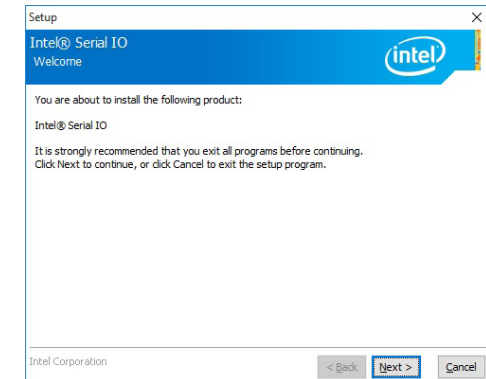 Setup
Intel® Serial IO
Welcome
intel
You are about to install the following product:
Intel® Serial IO
It is strongly recommended that you exit all programs before continuing.
Click Next to continue, or click Cancel to exit the setup program.
Intel Corporation
< Back Next > Cancel